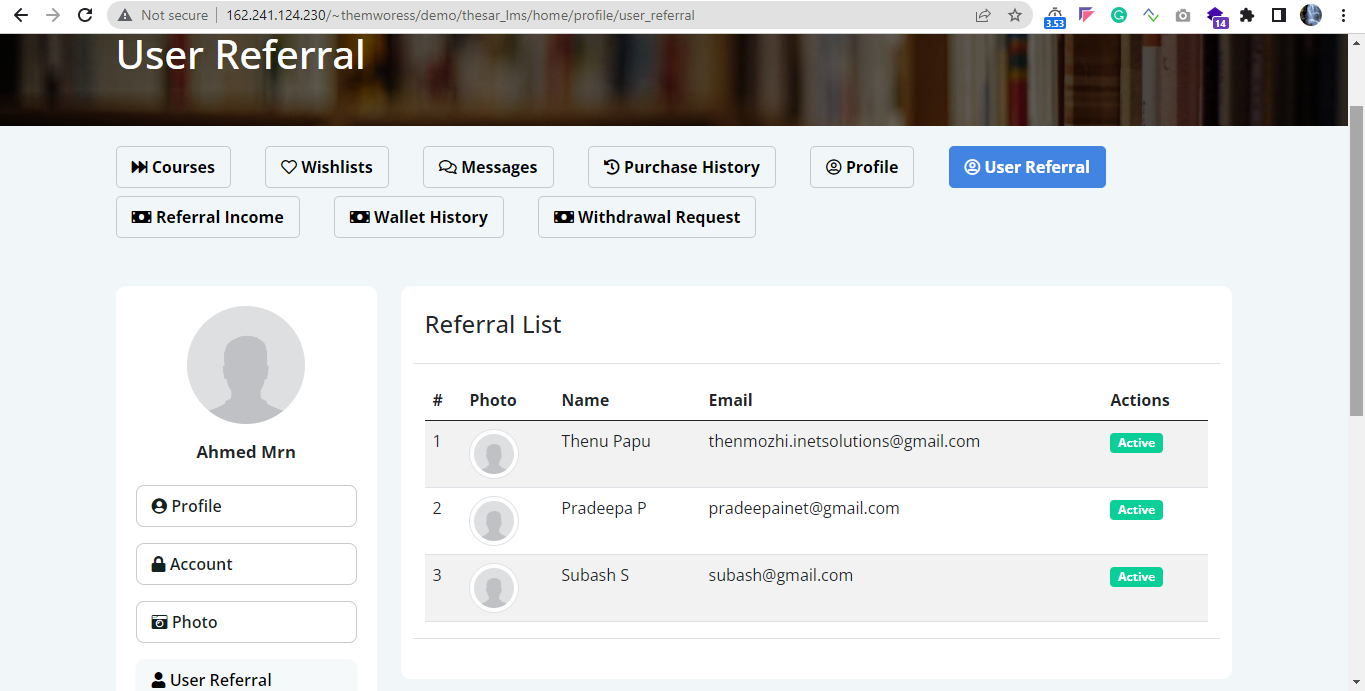 Not secure | 162.241.124.230/~themworess/demo/thesar_lms/home/profile/user_referral
3.53
14
User Referral
Courses Wishlists Messages Purchase History Profile User Referral
Referral Income Wallet History Withdrawal Request
Ahmed Mrn
Profile
Account
Photo
User Referral
Referral List
# Photo Name Email Actions
1 Thenu Papu thenmozhi.inetsolutions@gmail.com Active
2 Pradeepa P pradeepainet@gmail.com Active
3 Subash S subash@gmail.com Active